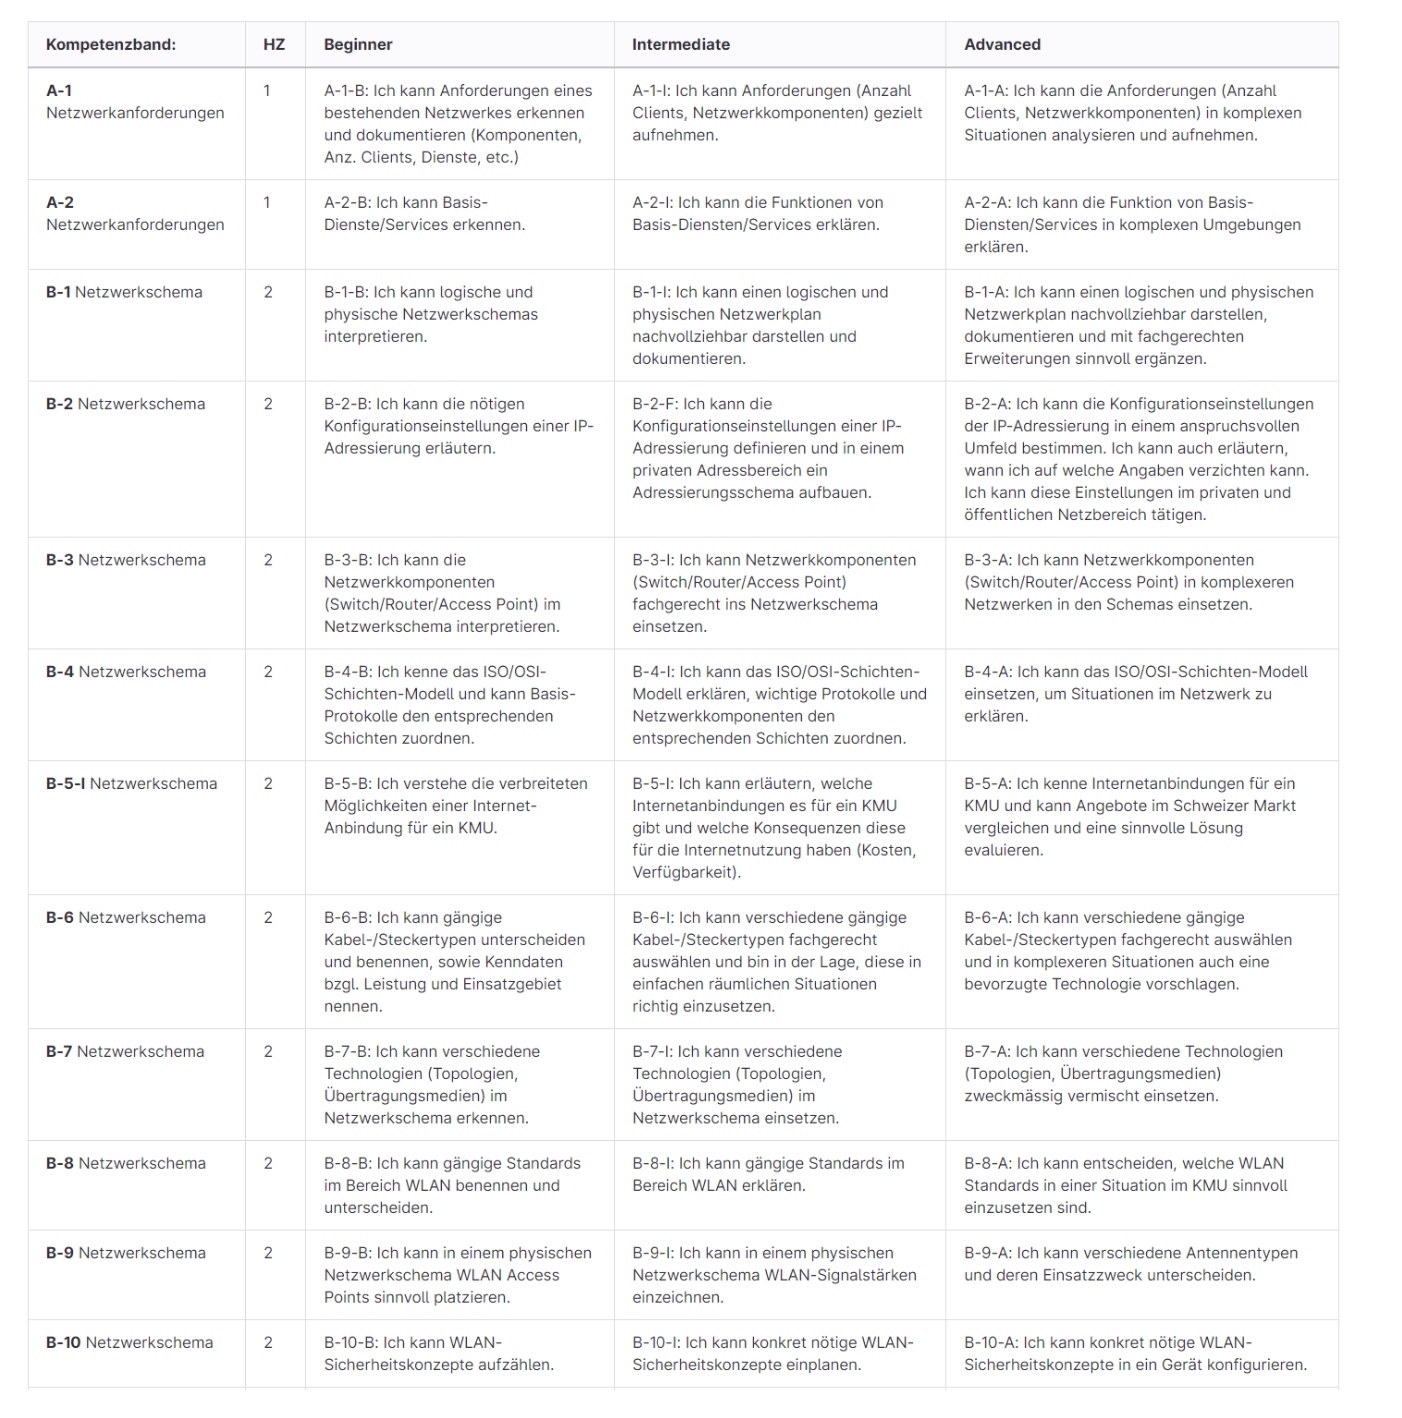 Kompetenzband: HZ Beginner Intermediate Advanced
A-1
Netzwerkanforderungen
1
A-1-B: Ich kann Anforderungen eines
bestehenden Netzwerkes erkennen
und dokumentieren (Komponenten,
Anz. Clients, Dienste, etc.)
A-1-I: Ich kann Anforderungen (Anzahl
Clients, Netzwerkkomponenten) gezielt
aufnehmen.
A-1-A: Ich kann die Anforderungen (Anzahl
Clients, Netzwerkkomponenten) in komplexen
Situationen analysieren und aufnehmen.
A-2
Netzwerkanforderungen
1
A-2-B: Ich kann Basis-
Dienste/Services erkennen.
A-2-I: Ich kann die Funktionen von
Basis-Diensten/Services erklären.
A-2-A: Ich kann die Funktion von Basis-
Diensten/Services in komplexen Umgebungen
erklären.
B-1 Netzwerkschema
2
B-1-B: Ich kann logische und
physische Netzwerkschemas
interpretieren.
B-1-I: Ich kann einen logischen und
physischen Netzwerkplan
nachvollziehbar darstellen und
dokumentieren.
B-1-A: Ich kann einen logischen und physischen
Netzwerkplan nachvollziehbar darstellen,
dokumentieren und mit fachgerechten
Erweiterungen sinnvoll ergänzen.
B-2 Netzwerkschema
2
B-2-B: Ich kann die nötigen
Konfigurationseinstellungen einer IP-
Adressierung erläutern.
B-2-F: Ich kann die
Konfigurationseinstellungen einer IP-
Adressierung definieren und in einem
privaten Adressbereich ein
Adressierungsschema aufbauen.
B-2-A: Ich kann die Konfigurationseinstellungen
der IP-Adressierung in einem anspruchsvollen
Umfeld bestimmen. Ich kann auch erläutern,
wann ich auf welche Angaben verzichten kann.
Ich kann diese Einstellungen im privaten und
öffentlichen Netzbereich tätigen.
B-3 Netzwerkschema
2
B-3-B: Ich kann die
Netzwerkkomponenten
(Switch/Router/Access Point) im
Netzwerkschema interpretieren.
B-3-I: Ich kann Netzwerkkomponenten
(Switch/Router/Access Point)
fachgerecht ins Netzwerkschema
einsetzen.
B-3-A: Ich kann Netzwerkkomponenten
(Switch/Router/Access Point) in komplexeren
Netzwerken in den Schemas einsetzen.
B-4 Netzwerkschema
2
B-4-B: Ich kenne das ISO/OSI-
Schichten-Modell und kann Basis-
Protokolle den entsprechenden
Schichten zuordnen.
B-4-I: Ich kann das ISO/OSI-Schichten-
Modell erklären, wichtige Protokolle und
Netzwerkkomponenten den
entsprechenden Schichten zuordnen.
B-4-A: Ich kann das ISO/OSI-Schichten-Modell
einsetzen, um Situationen im Netzwerk zu
erklären.
B-5-I Netzwerkschema
2
B-5-B: Ich verstehe die verbreiteten
Möglichkeiten einer Internet-
Anbindung für ein KMU.
B-5-I: Ich kann erläutern, welche
Internetanbindungen es für ein KMU
gibt und welche Konsequenzen diese
für die Internetnutzung haben (Kosten,
Verfügbarkeit).
B-5-A: Ich kenne Internetanbindungen für ein
KMU und kann Angebote im Schweizer Markt
vergleichen und eine sinnvolle Lösung
evaluieren.
B-6 Netzwerkschema
2
B-6-B: Ich kann gängige
Kabel-/Steckertypen unterscheiden
und benennen, sowie Kenndaten
bzgl. Leistung und Einsatzgebiet
nennen.
B-6-I: Ich kann verschiedene gängige
Kabel-/Steckertypen fachgerecht
auswählen und bin in der Lage, diese in
einfachen räumlichen Situationen
richtig einzusetzen.
B-6-A: Ich kann verschiedene gängige
Kabel-/Steckertypen fachgerecht auswählen
und in komplexeren Situationen auch eine
bevorzugte Technologie vorschlagen.
B-7 Netzwerkschema
2
B-7-B: Ich kann verschiedene
Technologien (Topologien,
Übertragungsmedien) im
Netzwerkschema erkennen.
B-7-I: Ich kann verschiedene
Technologien (Topologien,
Übertragungsmedien) im
Netzwerkschema einsetzen.
B-7-A: Ich kann verschiedene Technologien
(Topologien, Übertragungsmedien)
zweckmässig vermischt einsetzen.
B-8 Netzwerkschema
2
B-8-B: Ich kann gängige Standards
im Bereich WLAN benennen und
unterscheiden.
B-8-I: Ich kann gängige Standards im
Bereich WLAN erklären.
B-8-A: Ich kann entscheiden, welche WLAN
Standards in einer Situation im KMU sinnvoll
einzusetzen sind.
B-9 Netzwerkschema
2
B-9-B: Ich kann in einem physischen
Netzwerkschema WLAN Access
Points sinnvoll platzieren.
B-9-I: Ich kann in einem physischen
Netzwerkschema WLAN-Signalstärken
einzeichnen.
B-9-A: Ich kann verschiedene Antennentypen
und deren Einsatzzweck unterscheiden.
B-10 Netzwerkschema
2
B-10-B: Ich kann WLAN-
Sicherheitskonzepte aufzählen.
B-10-I: Ich kann konkret nötige WLAN-
Sicherheitskonzepte einplanen.
B-10-A: Ich kann konkret nötige WLAN-
Sicherheitskonzepte in ein Gerät konfigurieren.